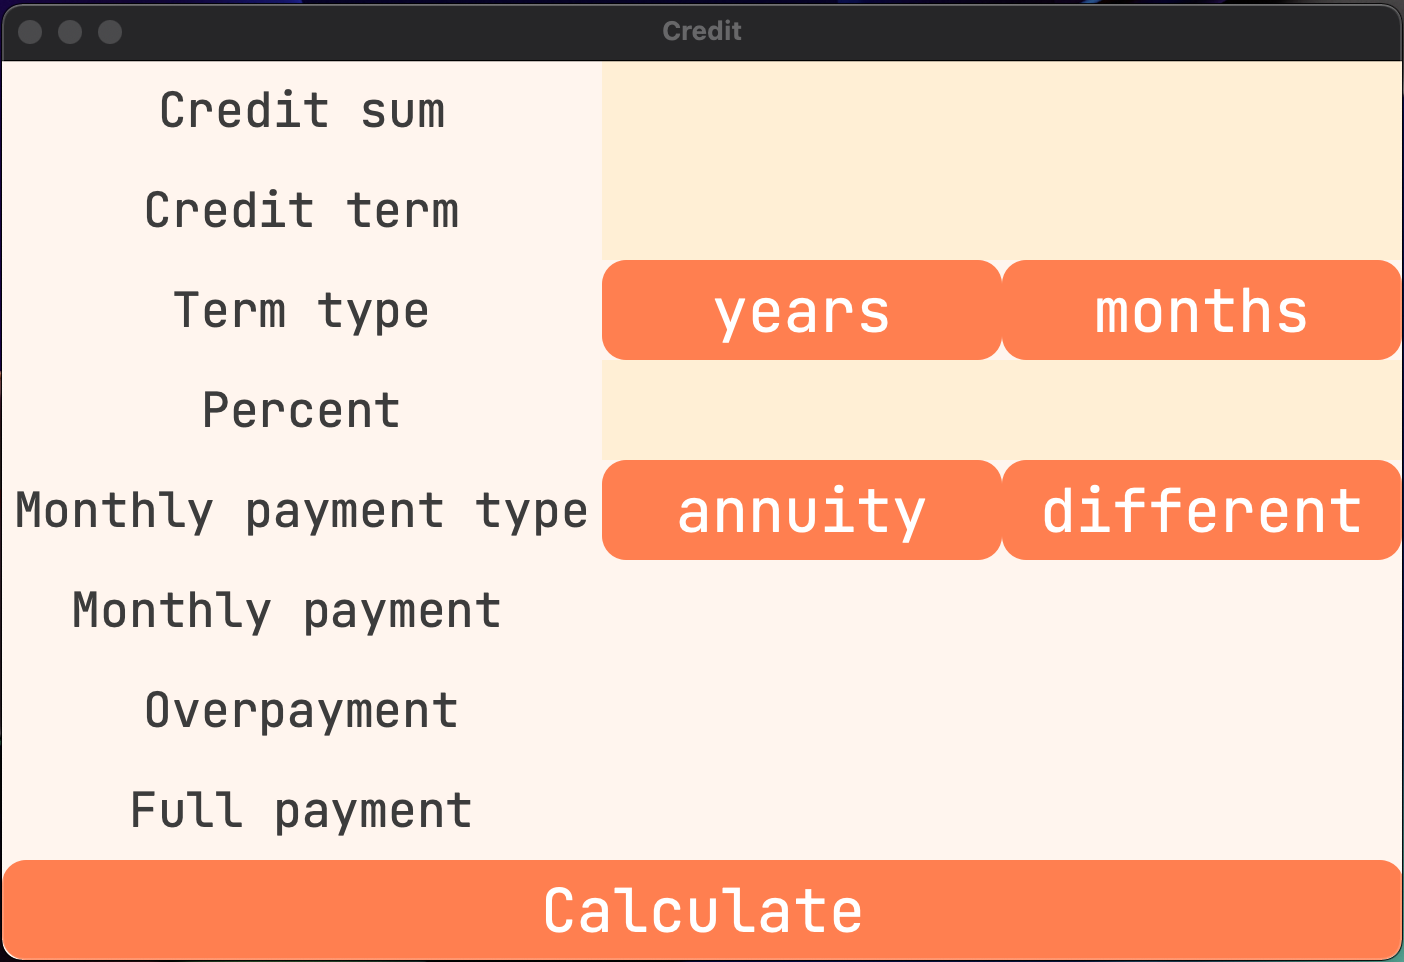 Credit
Credit sum
Credit term
Term type
years
months
Percent
Monthly payment type
annuity
different
Monthly payment
Overpayment
Full payment
Calculate